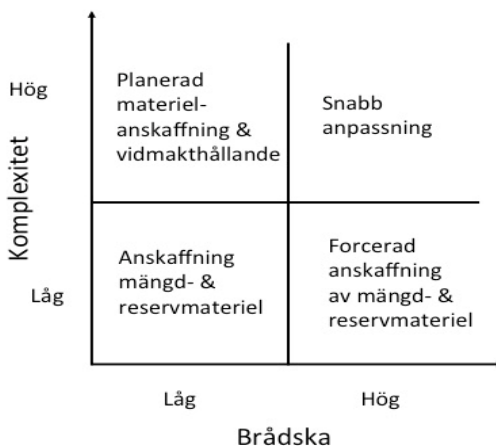 Komplexitet
Hög
Planerad
materiel-
anskaffning &
vidmakthållande
Snabb
anpassning
Låg
Anskaffning
mängd- &
reservmateriel
Forcerad
anskaffning
av mängd- &
reservmateriel
Låg
Hög
Brådska